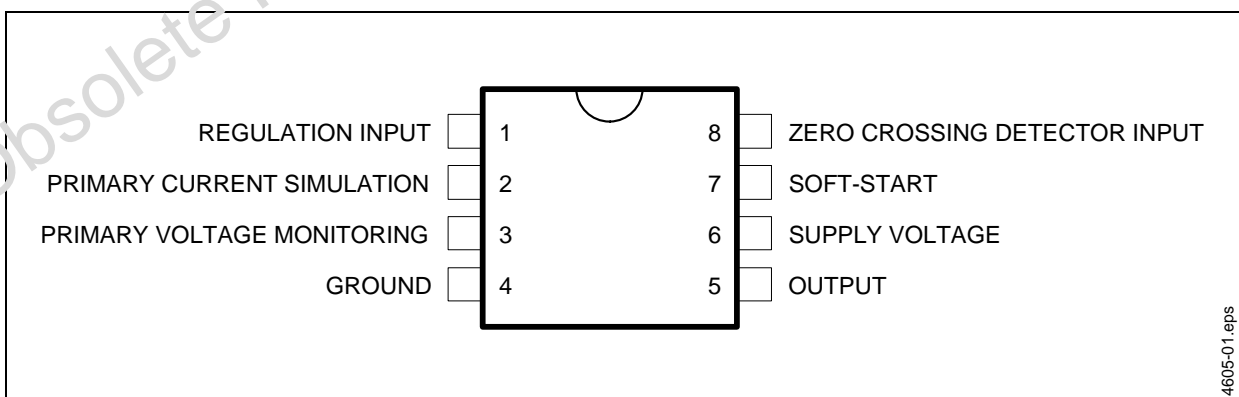 Obsolete
REGULATION INPUT 1 8 ZERO CROSSING DETECTOR INPUT
PRIMARY CURRENT SIMULATION 2 7 SOFT-START
PRIMARY VOLTAGE MONITORING 3 6 SUPPLY VOLTAGE
GROUND 4 5 OUTPUT
4605-01.eps